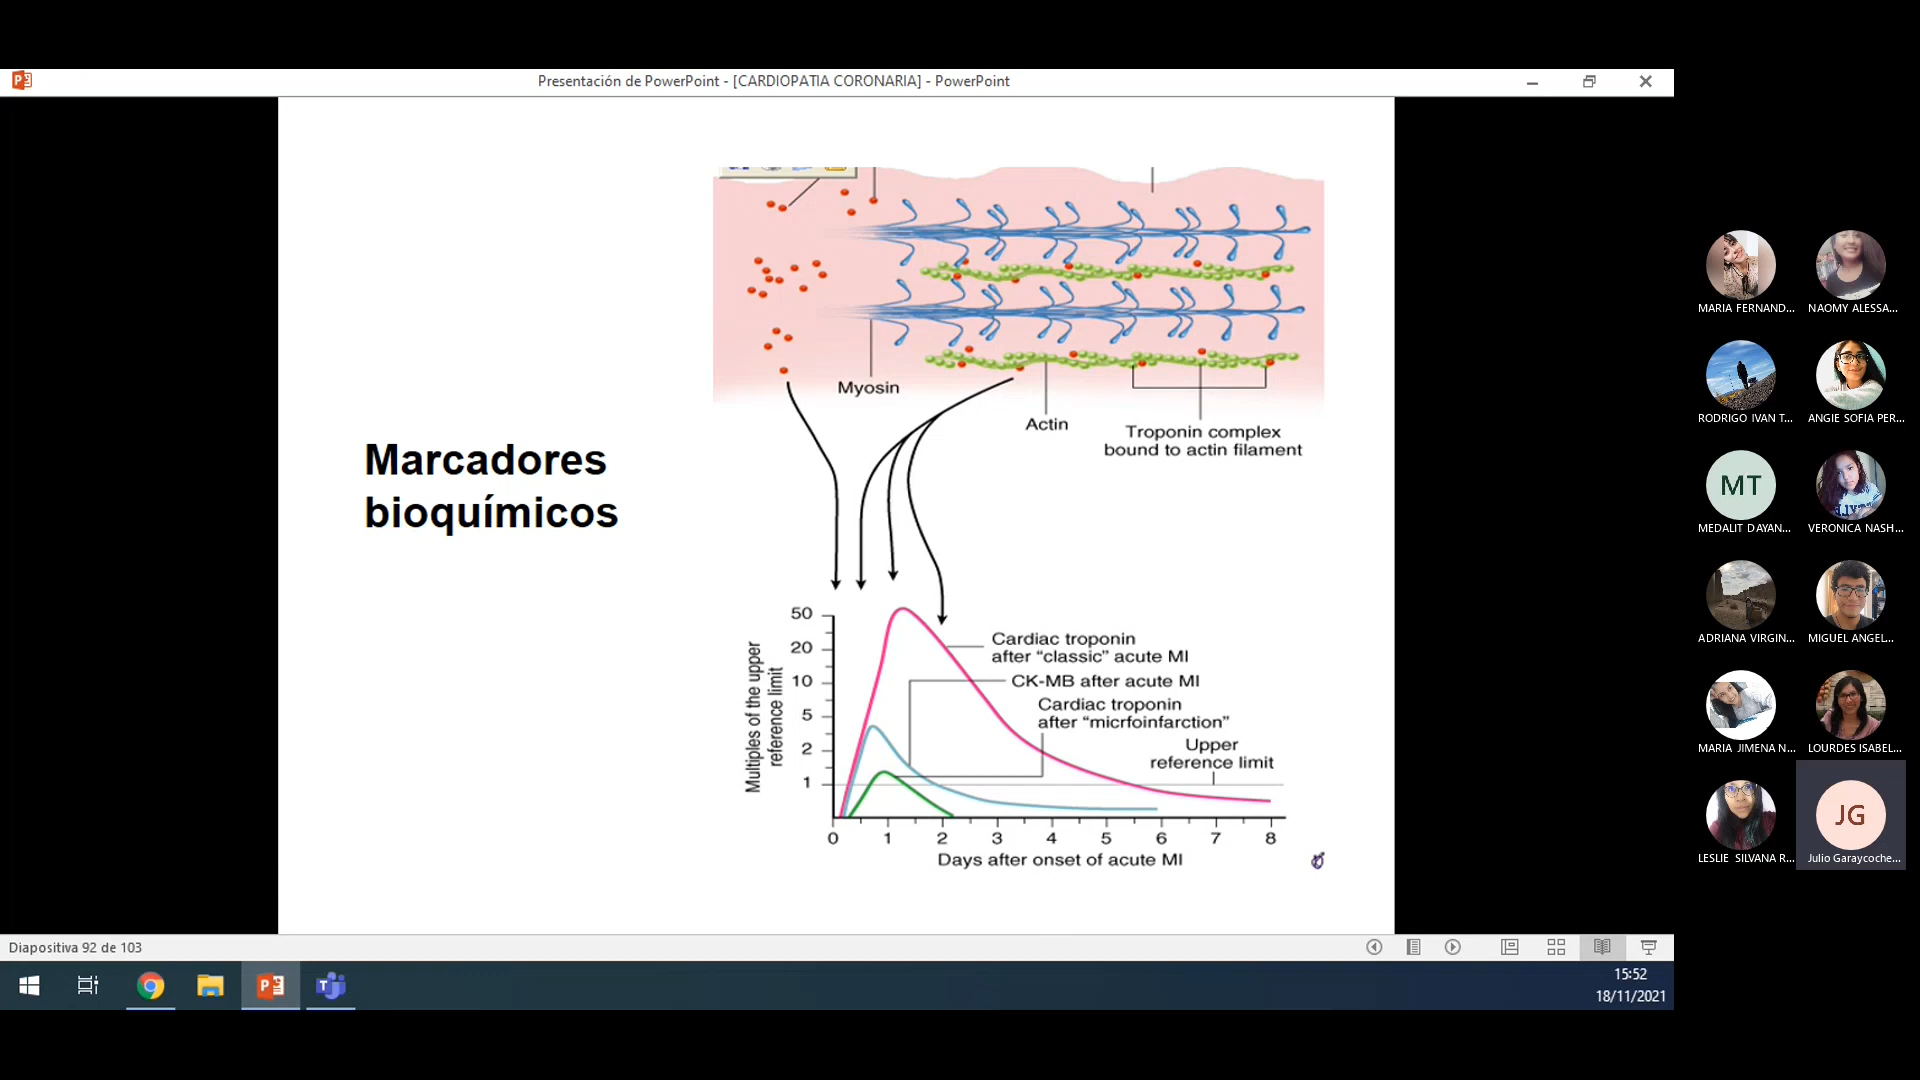 Presentación de PowerPoint - [CARDIOPATIA CORONARIA] - PowerPoint
Marcadores
bioquímicos
Myosin
Actin
Troponin complex
bound to actin filament
Multiples of the upper
reference limit
50
20
10
5
2
1
Cardiac troponin
after “classic” acute MI
CK-MB after acute MI
Cardiac troponin
after “micrfoinfarction”
Upper
reference limit
0 1 2 3 4 5 6 7 8
Days after onset of acute MI
MARIA FERNAND...
NAOMY ALESSA...
RODRIGO IVAN T...
ANGIE SOFIA PER...
MT
MEDALIT DAYAN...
VERONICA NASH...
ADRIANA VIRGIN...
MIGUEL ANGEL...
MARIA JIMENA N...
LOURDES ISABEL...
LESLIE SILVANA R...
JG
Julio Garaycoche...
Diapositiva 92 de 103
15:52
18/11/2021